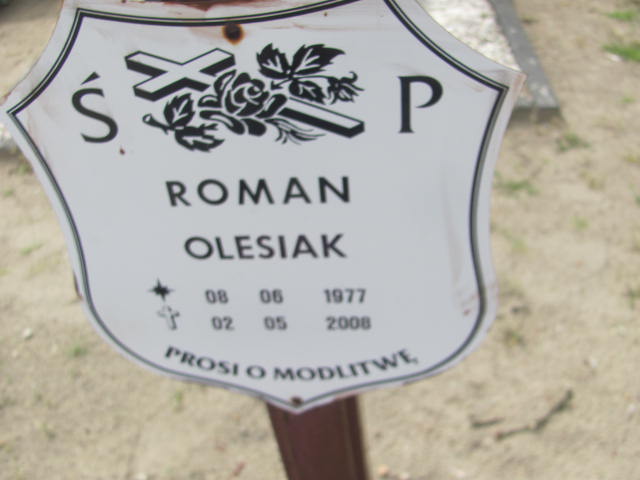 Ś P
ROMAN
OLESIAK
08 06 1977
02 05 2008
PROSI O MODLITWĘ